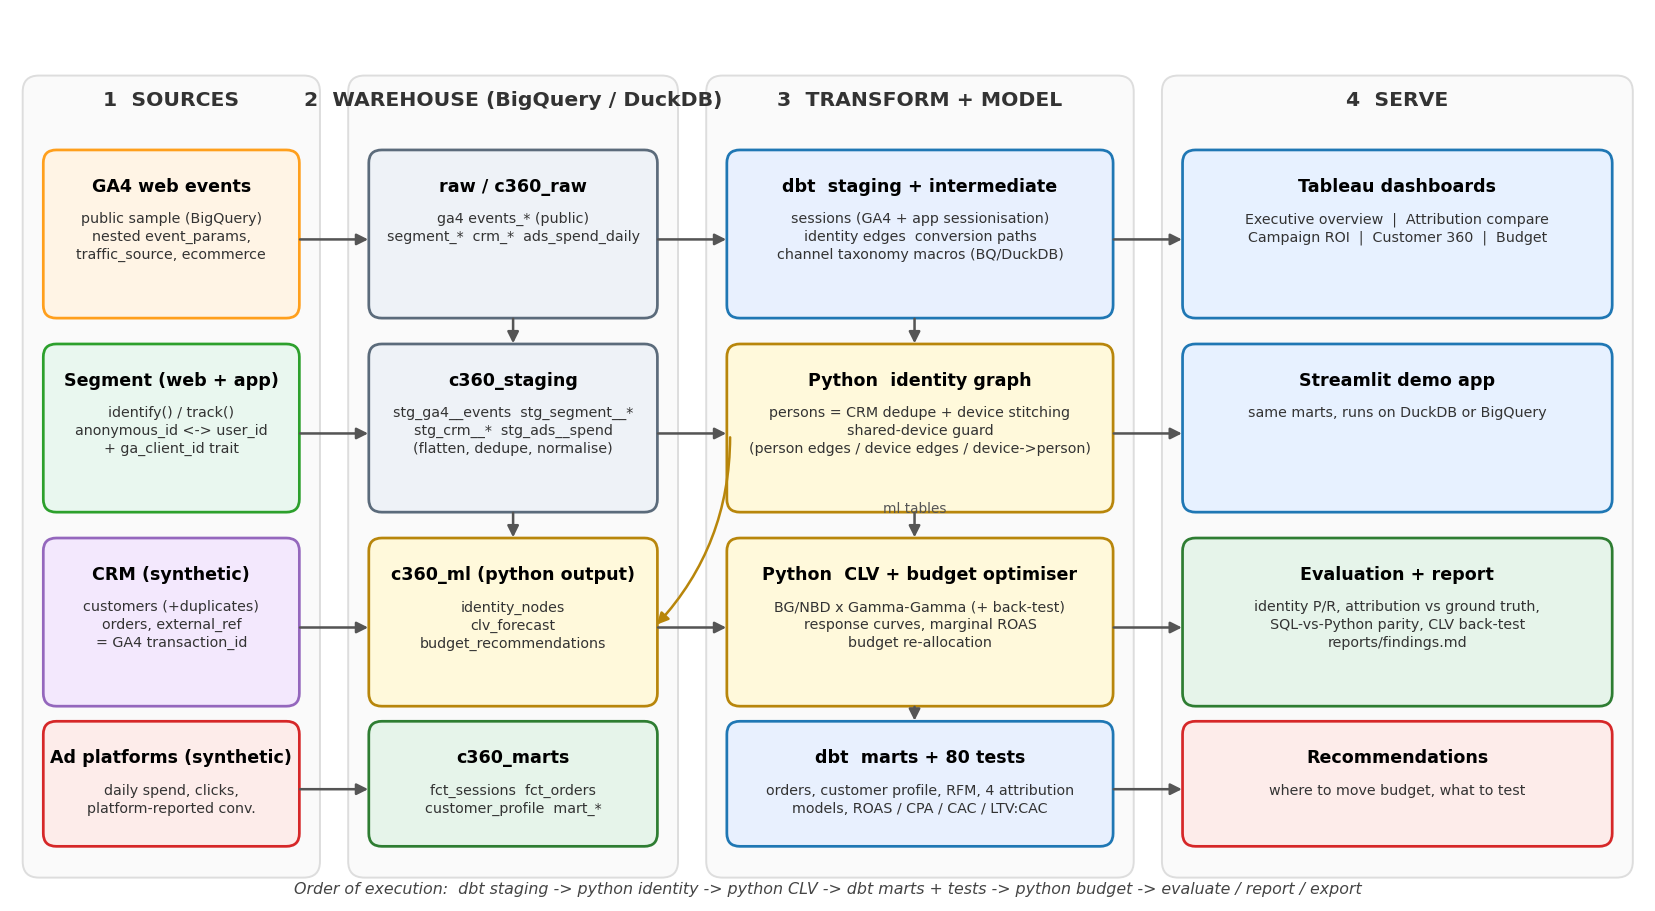 1  SOURCES
GA4 web events
public sample (BigQuery)
nested event_params,
traffic_source, ecommerce
Segment (web + app)
identify() / track()
anonymous_id <-> user_id
+ ga_client_id trait
CRM (synthetic)
customers (+duplicates)
orders, external_ref
= GA4 transaction_id
Ad platforms (synthetic)
daily spend, clicks,
platform-reported conv.
2  WAREHOUSE (BigQuery / DuckDB)
raw / c360_raw
ga4 events_* (public)
segment_*  crm_*  ads_spend_daily
c360_staging
stg_ga4__events  stg_segment__*
stg_crm__*  stg_ads__spend
(flatten, dedupe, normalise)
c360_ml (python output)
identity_nodes
clv_forecast
budget_recommendations
c360_marts
fct_sessions  fct_orders
customer_profile  mart_*
3  TRANSFORM + MODEL
dbt  staging + intermediate
sessions (GA4 + app sessionisation)
identity edges  conversion paths
channel taxonomy macros (BQ/DuckDB)
Python  identity graph
persons = CRM dedupe + device stitching
shared-device guard
(person edges / device edges / device->person)
ml tables
Python  CLV + budget optimiser
BG/NBD x Gamma-Gamma (+ back-test)
response curves, marginal ROAS
budget re-allocation
dbt  marts + 80 tests
orders, customer profile, RFM, 4 attribution
models, ROAS / CPA / CAC / LTV:CAC
4  SERVE
Tableau dashboards
Executive overview  |  Attribution compare
Campaign ROI  |  Customer 360  |  Budget
Streamlit demo app
same marts, runs on DuckDB or BigQuery
Evaluation + report
identity P/R, attribution vs ground truth,
SQL-vs-Python parity, CLV back-test
reports/findings.md
Recommendations
where to move budget, what to test
Order of execution:  dbt staging -> python identity -> python CLV -> dbt marts + tests -> python budget -> evaluate / report / export